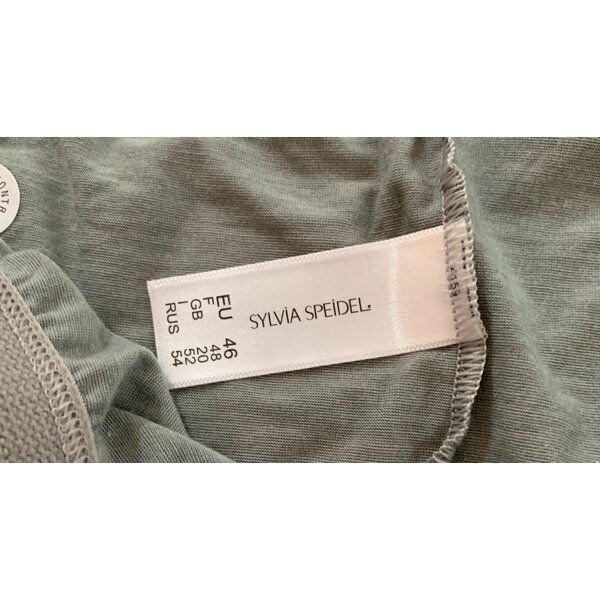 SYLVIA SPEIDEL.
EU 46
F 48
GB 20
I 52
RUS 54